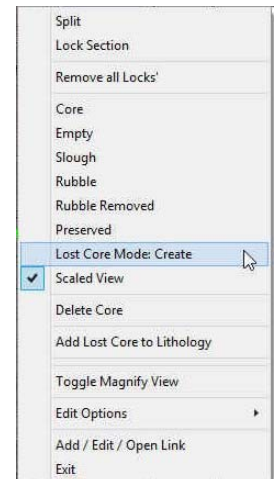 Split
Lock Section
Remove all Locks'
Core
Empty
Slough
Rubble
Rubble Removed
Preserved
Lost Core Mode: Create
Scaled View
Delete Core
Add Lost Core to Lithology
Toggle Magnify View
Edit Options
Add / Edit / Open Link
Exit